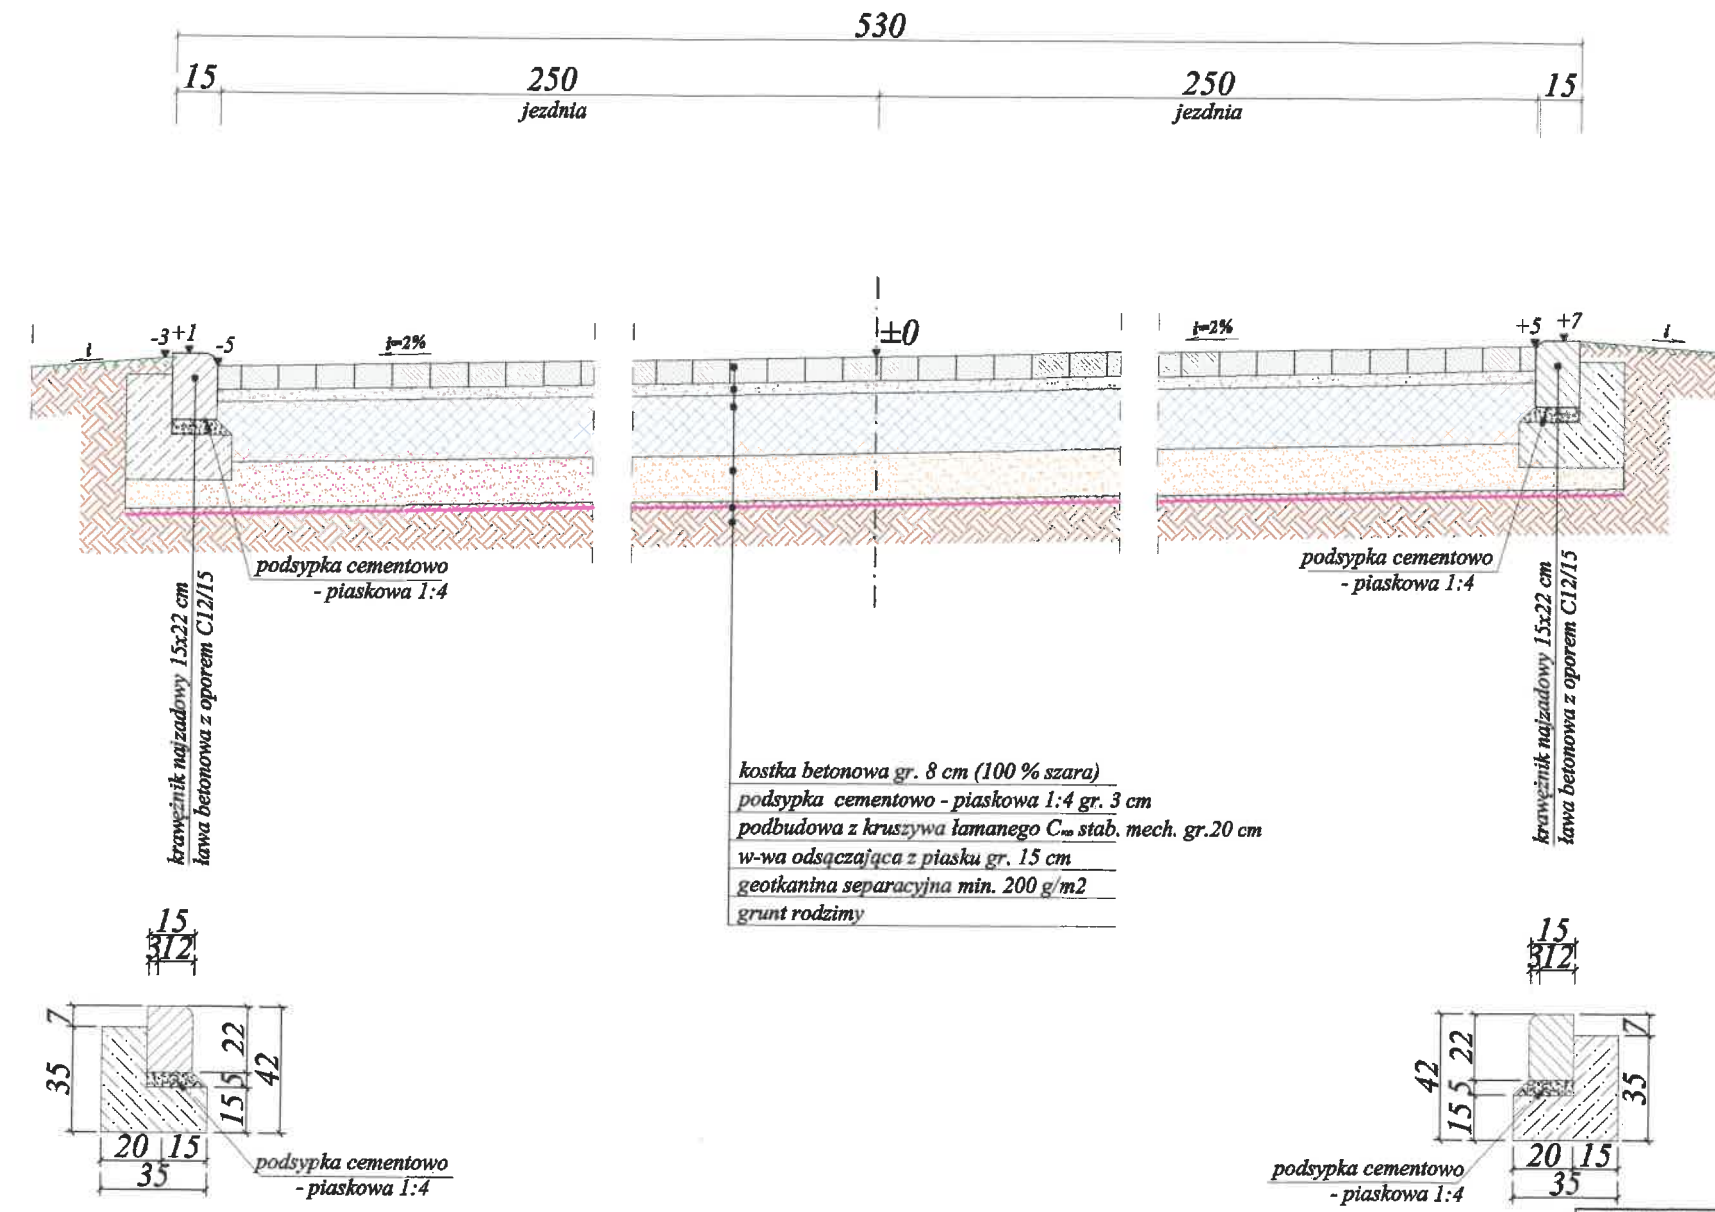 530
15 250 250 15
jezdnia jezdnia
-3 +1 -5 i=2% ±0 i=2% +5 +7
i i
podsypka cementowo
- piaskowa 1:4
podsypka cementowo
- piaskowa 1:4
krawężnik najzadowy 15x22 cm
ława betonowa z oporem C12/15
krawężnik najzadowy 15x22 cm
ława betonowa z oporem C12/15
kostka betonowa gr. 8 cm (100 % szara)
podsypka cementowo - piaskowa 1:4 gr. 3 cm
podbudowa z kruszywa łamanego stab. mech. gr.20 cm
w-wa odsączająca z piasku gr. 15 cm
geotkanina separacyjna min. 200 g/m2
grunt rodzimy
15
3 12
7
35
22
5
15
42
20 15
35
podsypka cementowo
- piaskowa 1:4
15
3 12
42
22
5
15
7
35
20 15
35
podsypka cementowo
- piaskowa 1:4